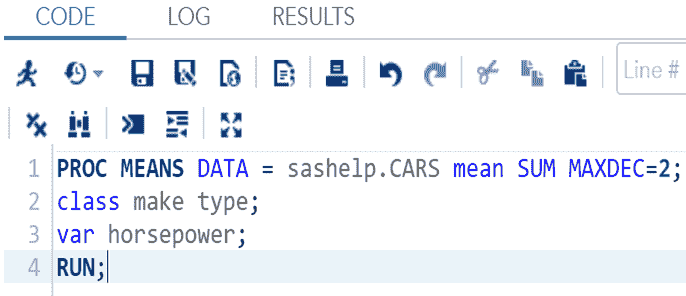 CODE LOG RESULTS
Line #
1 PROC MEANS DATA = sashelp.CARS mean SUM MAXDEC=2;
2 class make type;
3 var horsepower;
4 RUN;